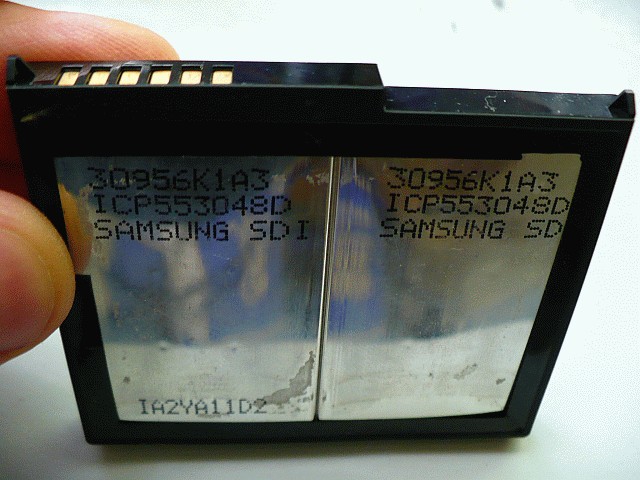 30956K1A3
ICP553048D
SAMSUNG SDI
IA2YA11D2
30956K1A3
ICP553048D
SAMSUNG SD